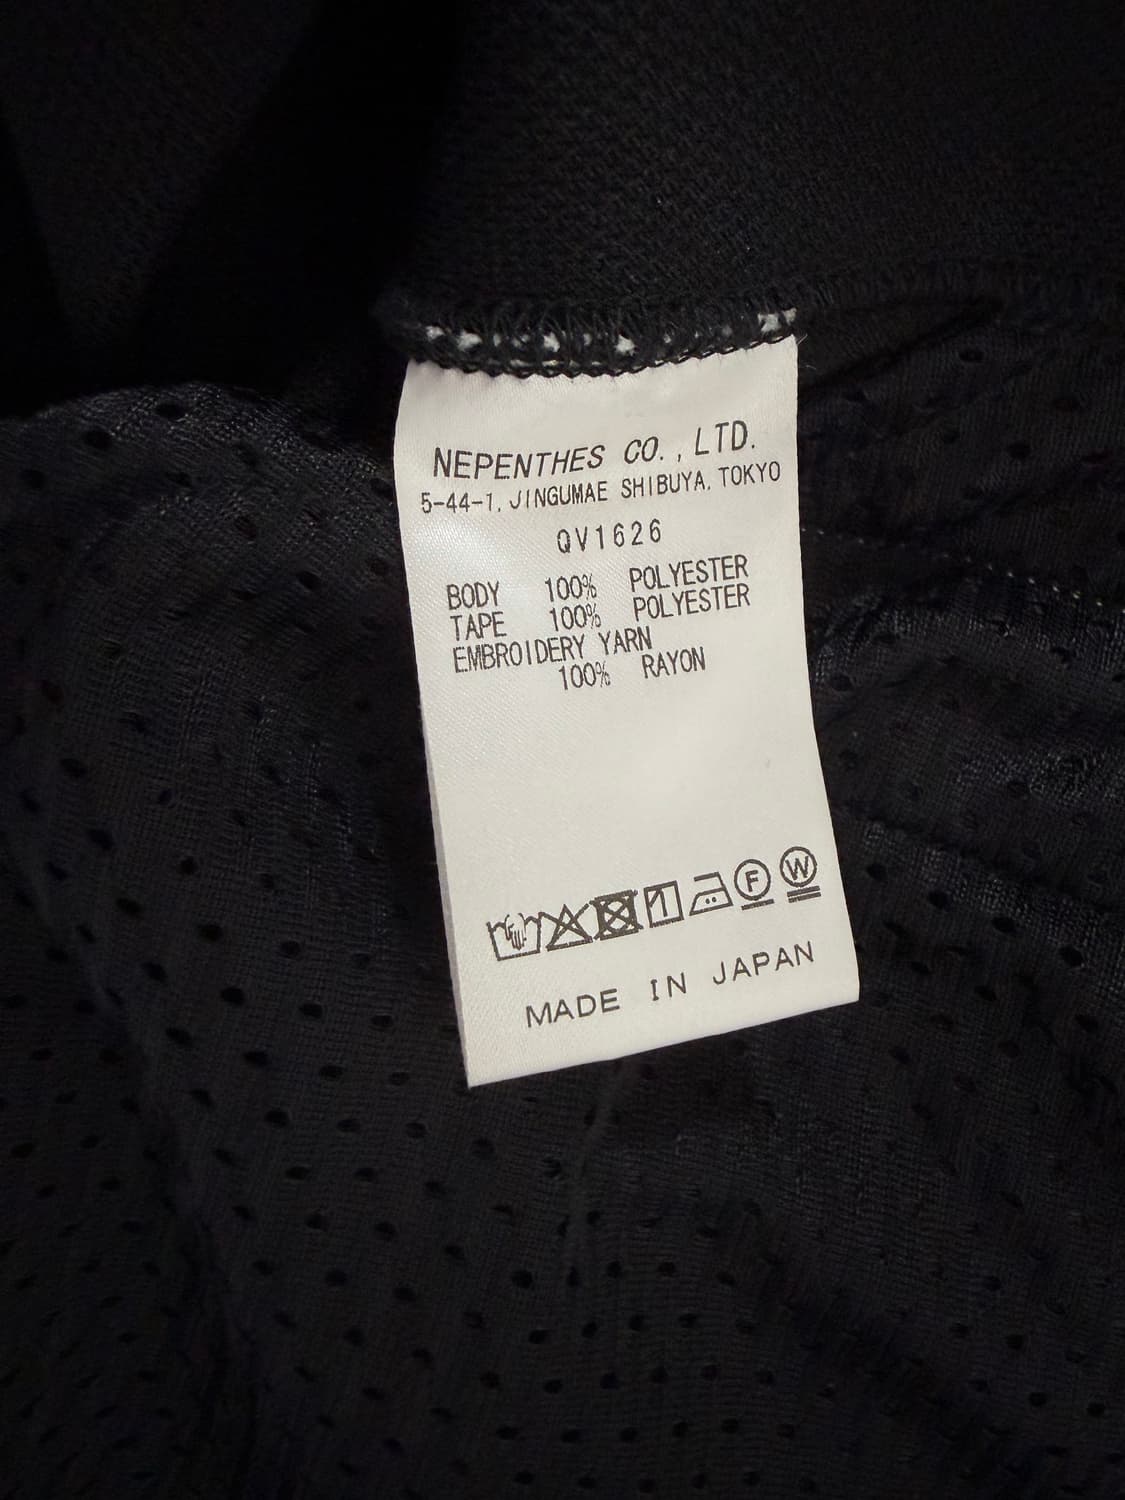 NEPENTHES CO., LTD.
5-44-1, JINGUMAE SHIBUYA, TOKYO
QV1626
BODY 100% POLYESTER
TAPE 100% POLYESTER
EMBROIDERY YARN
100% RAYON
F W
MADE IN JAPAN